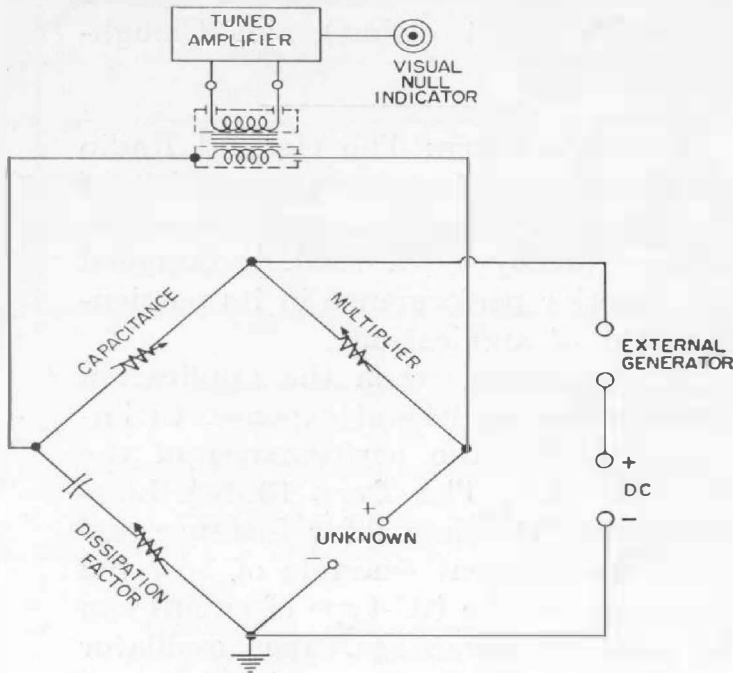 TUNED
AMPLIFIER
VISUAL
NULL
INDICATOR
CAPACITANCE
MULTIPLIER
EXTERNAL
GENERATOR
+
DC
−
+
UNKNOWN
−
DISSIPATION
FACTOR